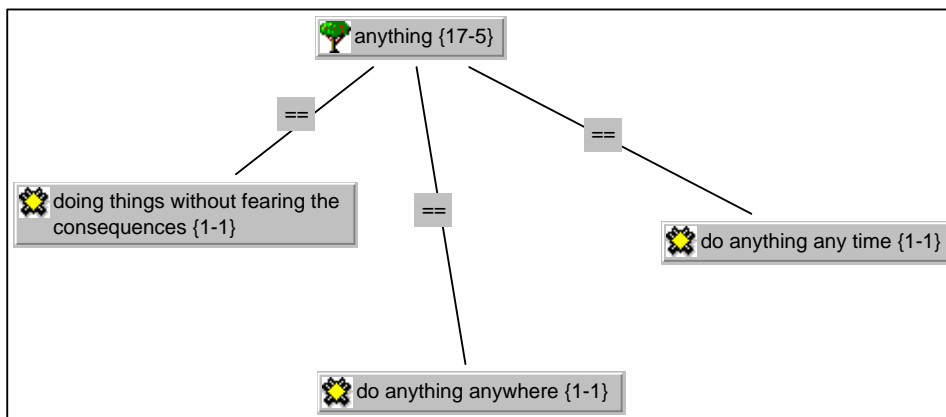 anything {17-5}
==
==
doing things without fearing the
consequences {1-1}
==
do anything any time {1-1}
do anything anywhere {1-1}